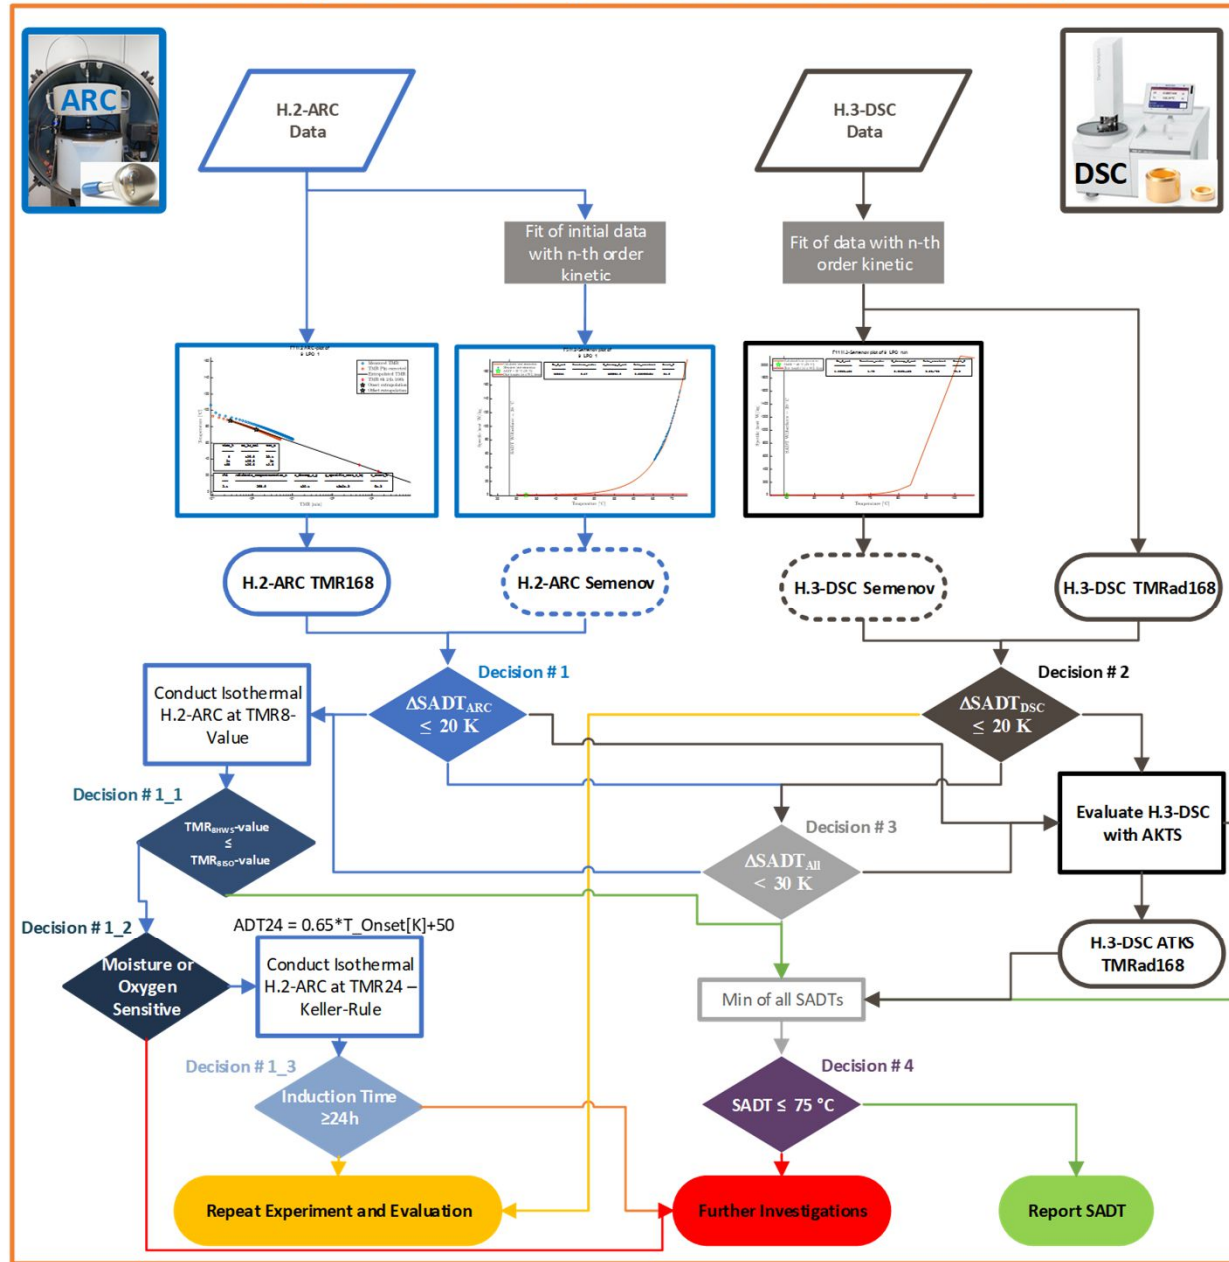 ARC
H.2-ARC
Data
H.3-DSC
Data
DSC
Fit of initial data
with n-th order
kinetic
Fit of data with n-th
order kinetic
H.2-ARC TMR168
H.2-ARC Semenov
H.3-DSC Semenov
H.3-DSC TMRad168
Decision # 1
Decision # 2
Conduct Isothermal
H.2-ARC at TMR8-
Value
ΔSADT_ARC
≤ 20 K
ΔSADT_DSC
≤ 20 K
Decision # 1_1
TMR_8HWS-value
≤
TMR_8ISO-value
Decision # 3
ΔSADT_All
< 30 K
Evaluate H.3-DSC
with AKTS
Decision # 1_2
ADT24 = 0.65*T_Onset[K]+50
Moisture or
Oxygen
Sensitive
Conduct Isothermal
H.2-ARC at TMR24 –
Keller-Rule
H.3-DSC ATKS
TMRad168
Min of all SADTs
Decision # 1_3
Decision # 4
Induction Time
≥24h
SADT ≤ 75 °C
Repeat Experiment and Evaluation
Further Investigations
Report SADT